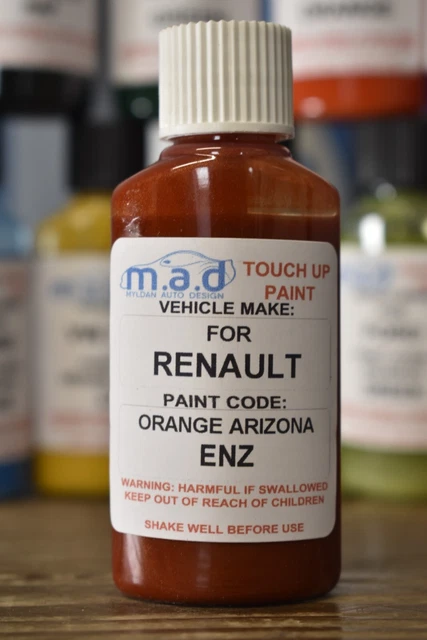 m.a.d
MYLDAN AUTO DESIGN
TOUCH UP
PAINT
VEHICLE MAKE:
FOR
RENAULT
PAINT CODE:
ORANGE ARIZONA
ENZ
WARNING: HARMFUL IF SWALLOWED
KEEP OUT OF REACH OF CHILDREN
SHAKE WELL BEFORE USE